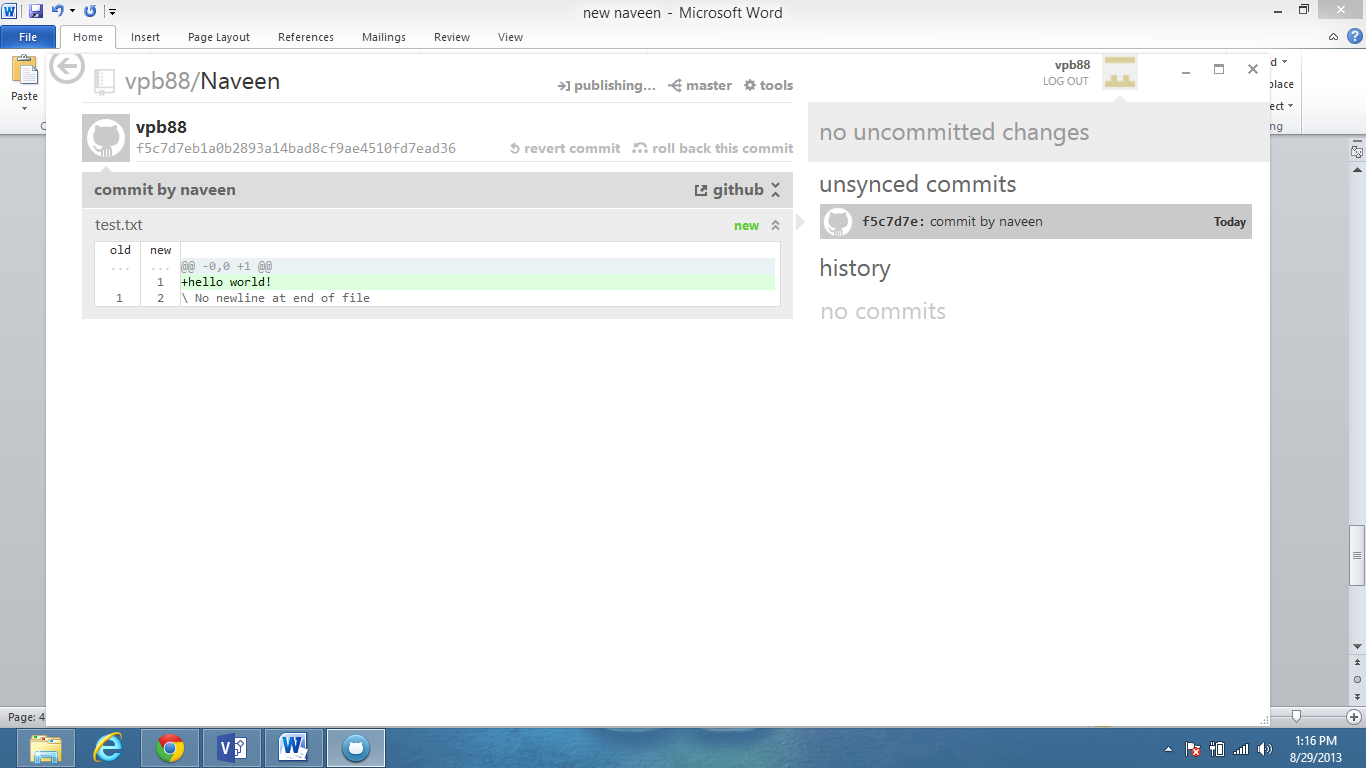 new naveen - Microsoft Word
File Home Insert Page Layout References Mailings Review View
Paste
vpb88/Naveen
publishing... master tools
vpb88
LOG OUT
vpb88
f5c7d7eb1a0b2893a14bad8cf9ae4510fd7ead36
revert commit roll back this commit
commit by naveen github
test.txt new
old new
... ... @@ -0,0 +1 @@
1 +hello world!
1 2 \ No newline at end of file
no uncommitted changes
unsynced commits
f5c7d7e: commit by naveen Today
history
no commits
Page: 4
1:16 PM
8/29/2013